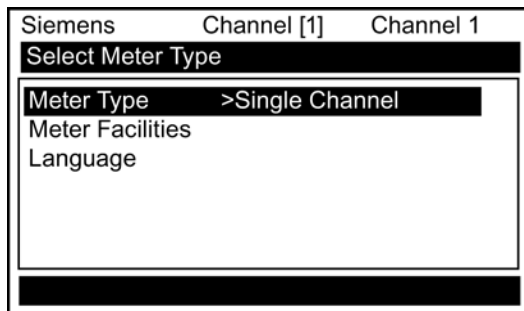 Siemens Channel [1] Channel 1
Select Meter Type
Meter Type >Single Channel
Meter Facilities
Language